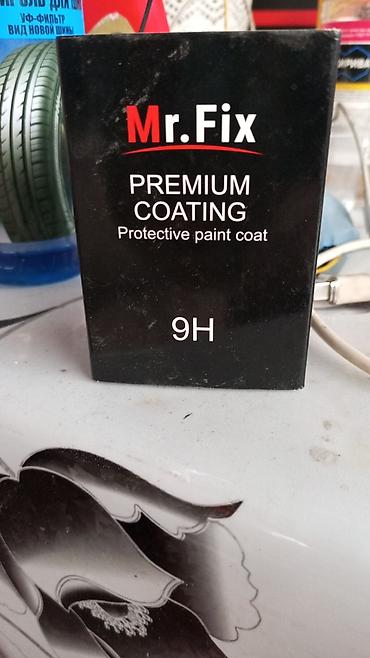 УФ-ФИЛЬТР
ВИД НОВОЙ ШИНЫ
Mr.Fix
PREMIUM
COATING
Protective paint coat
9H